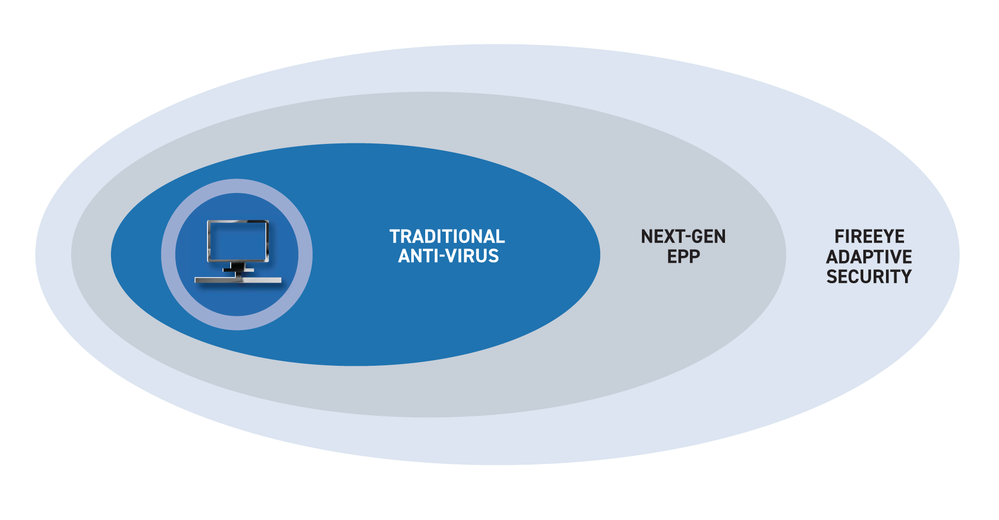 TRADITIONAL
ANTI-VIRUS
NEXT-GEN
EPP
FIREEYE
ADAPTIVE
SECURITY